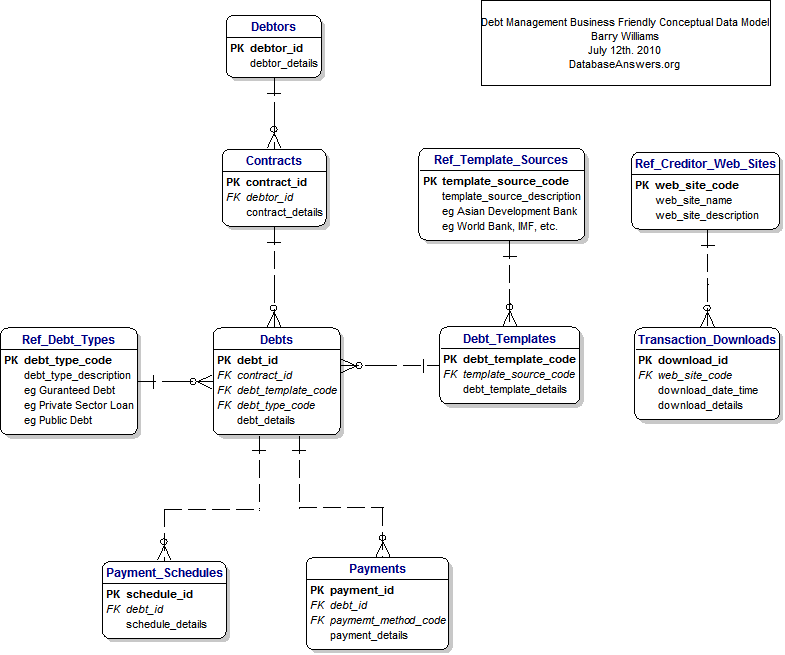 Debtors
PK debtor_id
debtor_details
Debt Management Business Friendly Conceptual Data Model
Barry Williams
July 12th. 2010
DatabaseAnswers.org
Contracts
PK contract_id
FK debtor_id
contract_details
Ref_Template_Sources
PK template_source_code
template_source_description
eg Asian Development Bank
eg World Bank, IMF, etc.
Ref_Creditor_Web_Sites
PK web_site_code
web_site_name
web_site_description
Ref_Debt_Types
PK debt_type_code
debt_type_description
eg Guranteed Debt
eg Private Sector Loan
eg Public Debt
Debts
PK debt_id
FK contract_id
FK debt_template_code
FK debt_type_code
debt_details
Debt_Templates
PK debt_template_code
FK template_source_code
debt_template_details
Transaction_Downloads
PK download_id
FK web_site_code
download_date_time
download_details
Payment_Schedules
PK schedule_id
FK debt_id
schedule_details
Payments
PK payment_id
FK debt_id
FK paymemt_method_code
payment_details